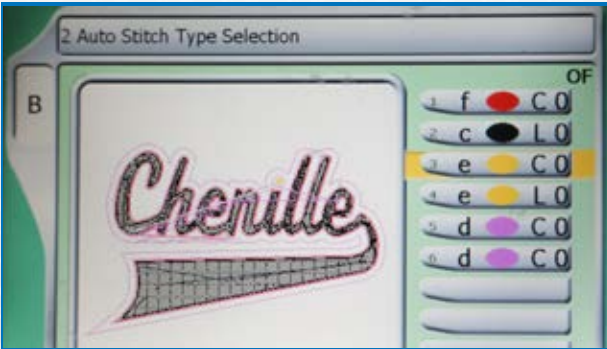 2 Auto Stitch Type Selection
B
OF
Chenille
1 f C 0
2 c L 0
3 e C 0
4 e L 0
5 d C 0
6 d C 0